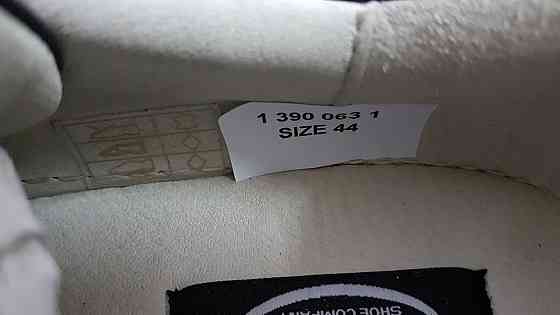 1 390 063 1
SIZE 44
SHOE COMPANY